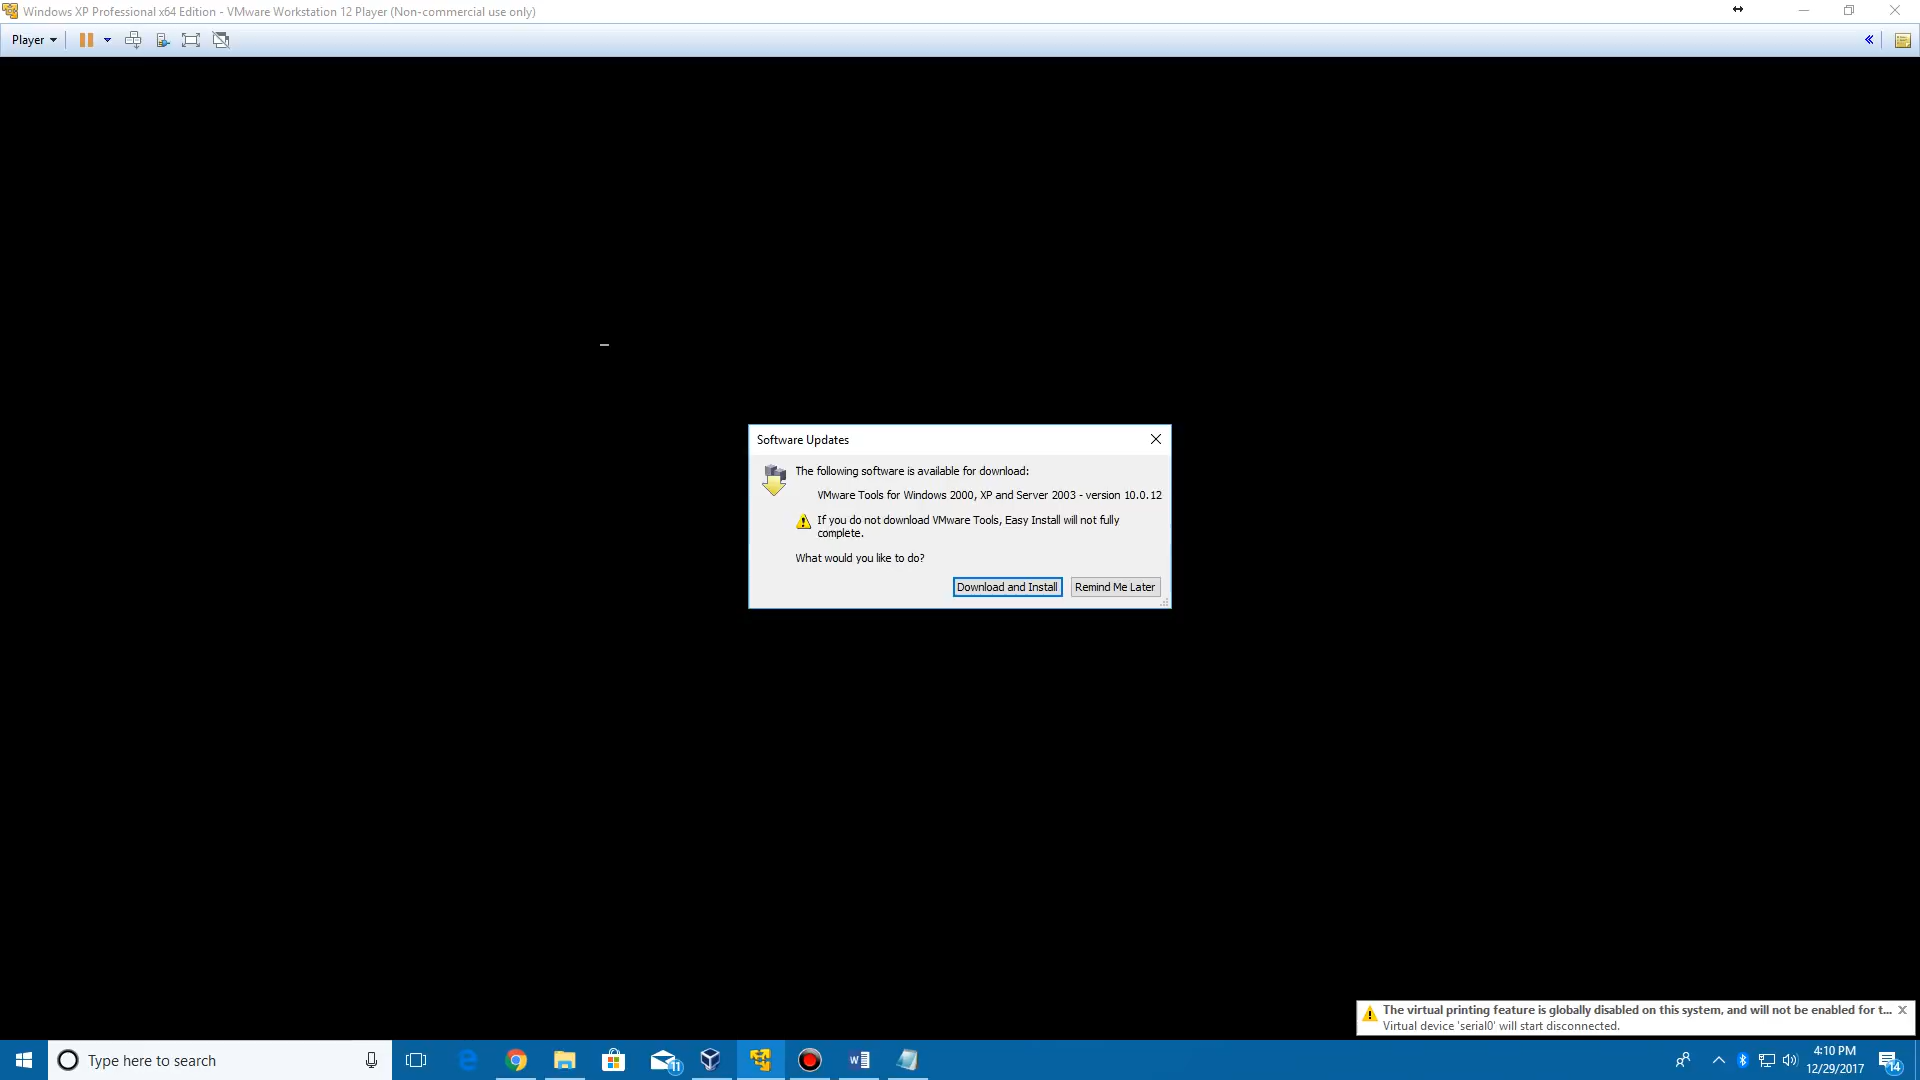 Windows XP Professional x64 Edition - VMware Workstation 12 Player (Non-commercial use only)
Player
Software Updates
The following software is available for download:
VMware Tools for Windows 2000, XP and Server 2003 - version 10.0.12
If you do not download VMware Tools, Easy Install will not fully
complete.
What would you like to do?
Download and Install Remind Me Later
The virtual printing feature is globally disabled on this system, and will not be enabled for t...
Virtual device 'serial0' will start disconnected.
Type here to search
11
4:10 PM
12/29/2017
14